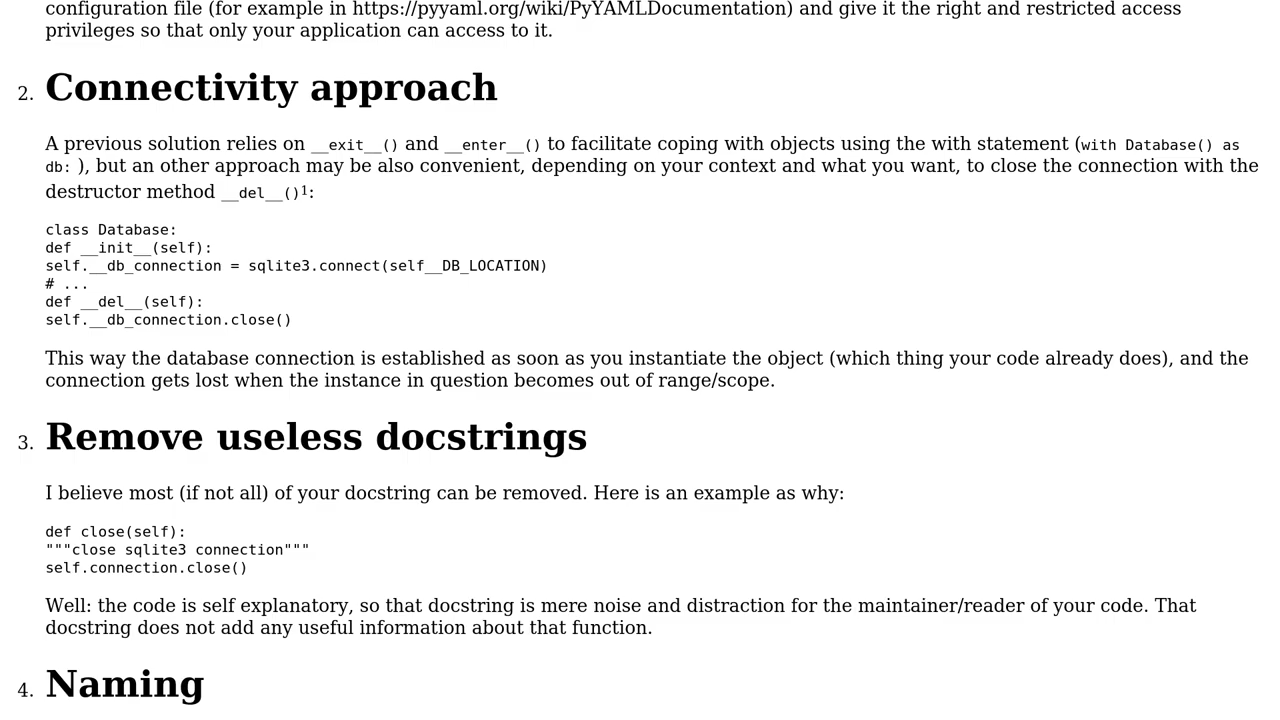 configuration file (for example in https://pyyaml.org/wiki/PyYAMLDocumentation) and give it the right and restricted access
privileges so that only your application can access to it.
2. Connectivity approach
A previous solution relies on __exit__() and __enter__() to facilitate coping with objects using the with statement (with Database() as
db: ), but an other approach may be also convenient, depending on your context and what you want, to close the connection with the
destructor method __del__()¹:
class Database:
def __init__(self):
self.__db_connection = sqlite3.connect(self__DB_LOCATION)
# ...
def __del__(self):
self.__db_connection.close()
This way the database connection is established as soon as you instantiate the object (which thing your code already does), and the
connection gets lost when the instance in question becomes out of range/scope.
3. Remove useless docstrings
I believe most (if not all) of your docstring can be removed. Here is an example as why:
def close(self):
"""close sqlite3 connection"""
self.connection.close()
Well: the code is self explanatory, so that docstring is mere noise and distraction for the maintainer/reader of your code. That
docstring does not add any useful information about that function.
4. Naming